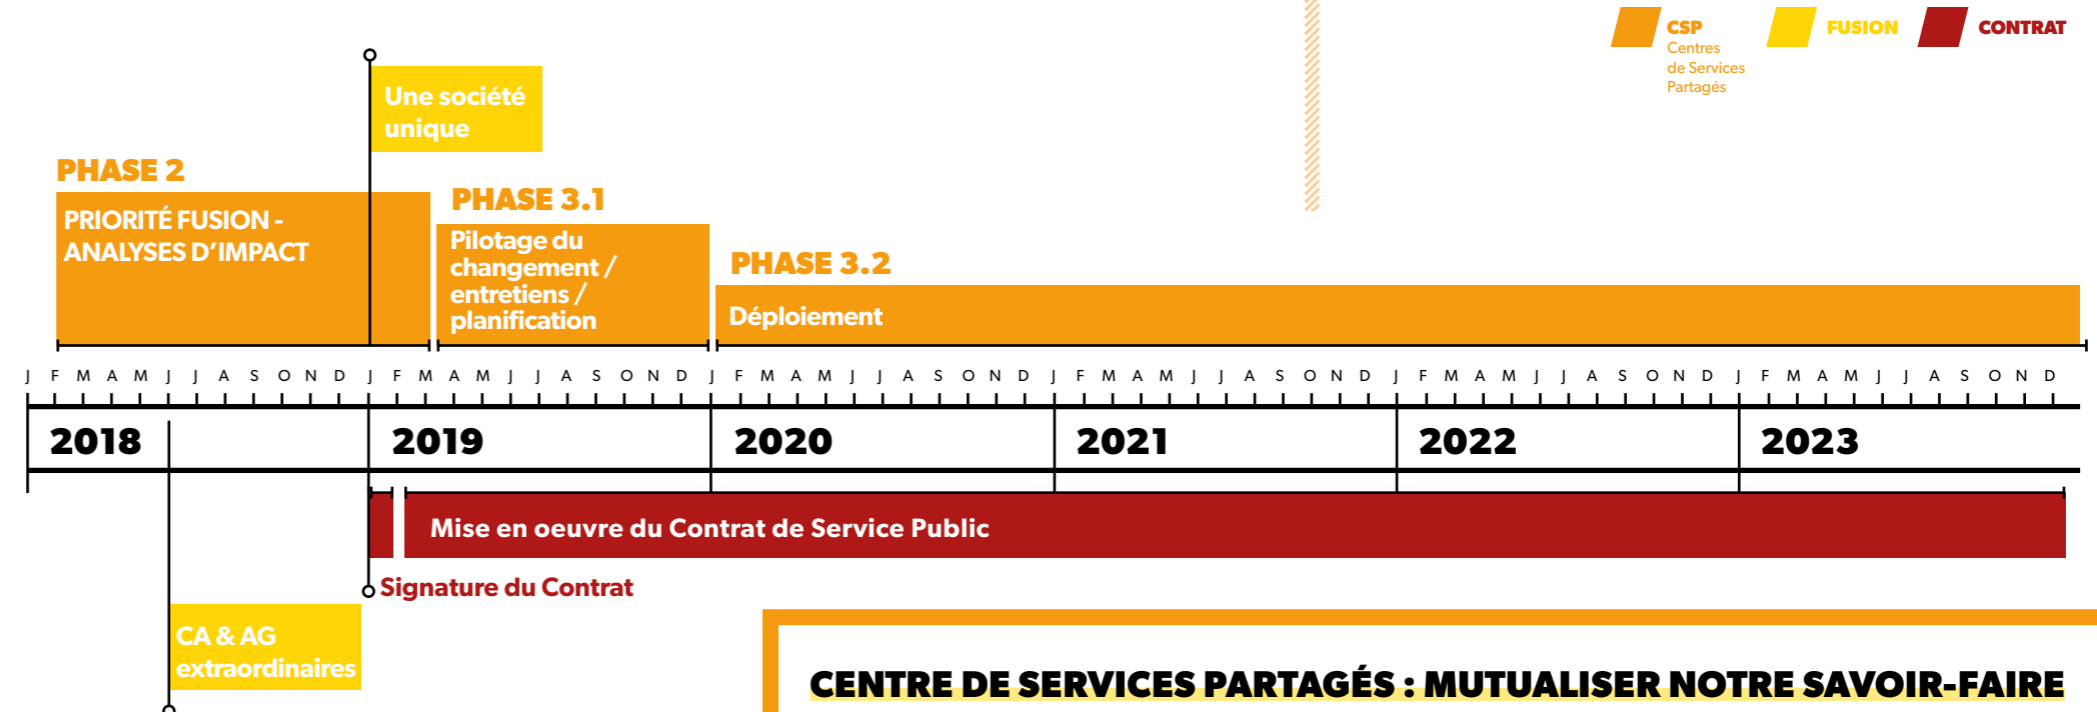 CSP
Centres
de Services
Partagés
FUSION
CONTRAT
Une société
unique
PHASE 2
PRIORITÉ FUSION -
ANALYSES D’IMPACT
PHASE 3.1
Pilotage du
changement /
entretiens /
planification
PHASE 3.2
Déploiement
J F M A M J J A S O N D J F M A M J J A S O N D J F M A M J J A S O N D J F M A M J J A S O N D J F M A M J J A S O N D J F M A M J J A S O N D
2018 2019 2020 2021 2022 2023
Mise en oeuvre du Contrat de Service Public
Signature du Contrat
CA & AG
extraordinaires
CENTRE DE SERVICES PARTAGÉS : MUTUALISER NOTRE SAVOIR-FAIRE